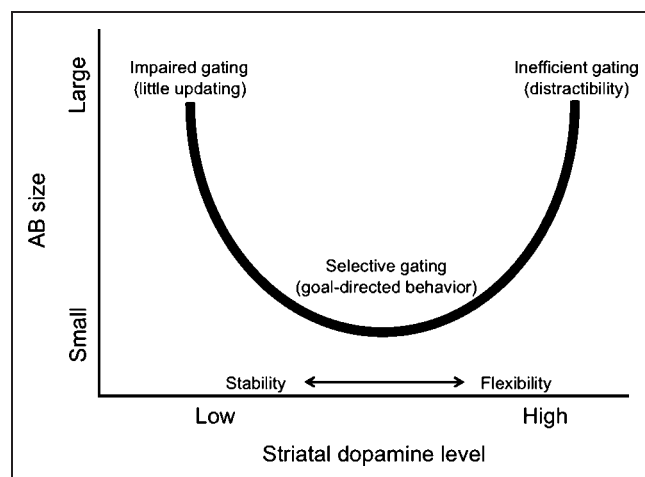 Large
Impaired gating
(little updating)
Inefficient gating
(distractibility)
AB size
Selective gating
(goal-directed behavior)
Small
Stability
Flexibility
Low
High
Striatal dopamine level